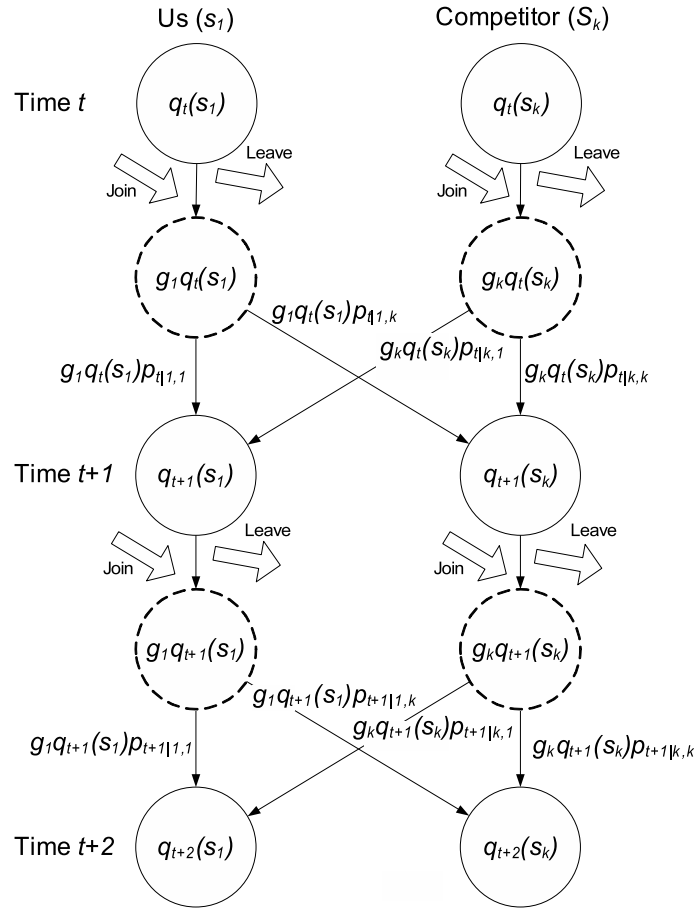 Us (s₁) Competitor (Sₖ)
Time t qₜ(s₁) qₜ(sₖ)
Join Leave Join Leave
g₁qₜ(s₁) gₖqₜ(sₖ)
g₁qₜ(s₁)pₜ|₁,ₖ
gₖqₜ(sₖ)pₜ|ₖ,₁
g₁qₜ(s₁)pₜ|₁,₁ gₖqₜ(sₖ)pₜ|ₖ,ₖ
Time t+1 qₜ₊₁(s₁) qₜ₊₁(sₖ)
Join Leave Join Leave
g₁qₜ₊₁(s₁) gₖqₜ₊₁(sₖ)
g₁qₜ₊₁(s₁)pₜ₊₁|₁,ₖ
gₖqₜ₊₁(sₖ)pₜ₊₁|ₖ,₁
g₁qₜ₊₁(s₁)pₜ₊₁|₁,₁ gₖqₜ₊₁(sₖ)pₜ₊₁|ₖ,ₖ
Time t+2 qₜ₊₂(s₁) qₜ₊₂(sₖ)